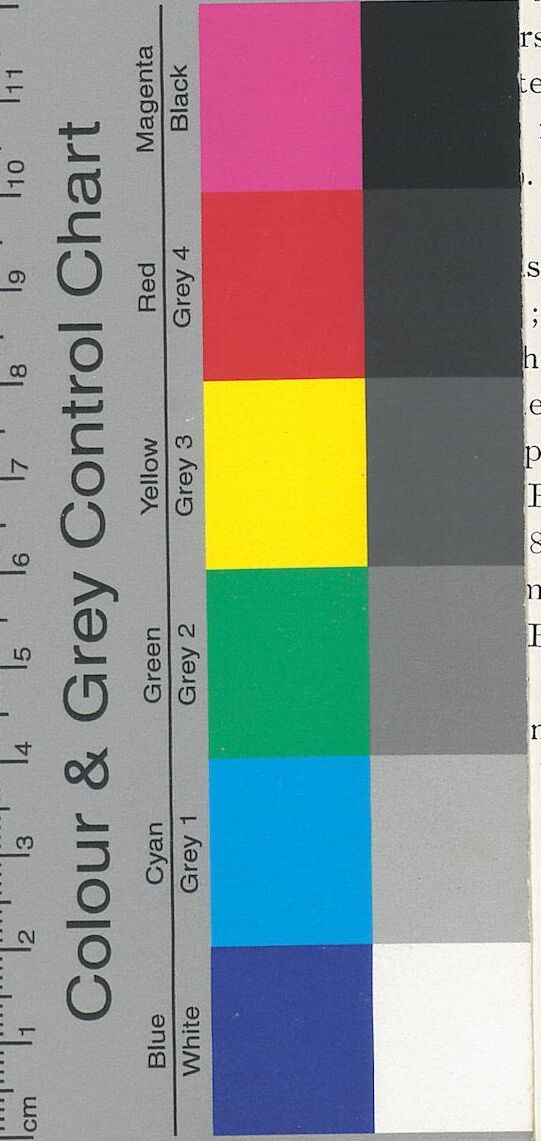 cm 1 2 3 4 5 6 7 8 9 10 11
Colour & Grey Control Chart
Blue Cyan Green Yellow Red Magenta
White Grey 1 Grey 2 Grey 3 Grey 4 Black